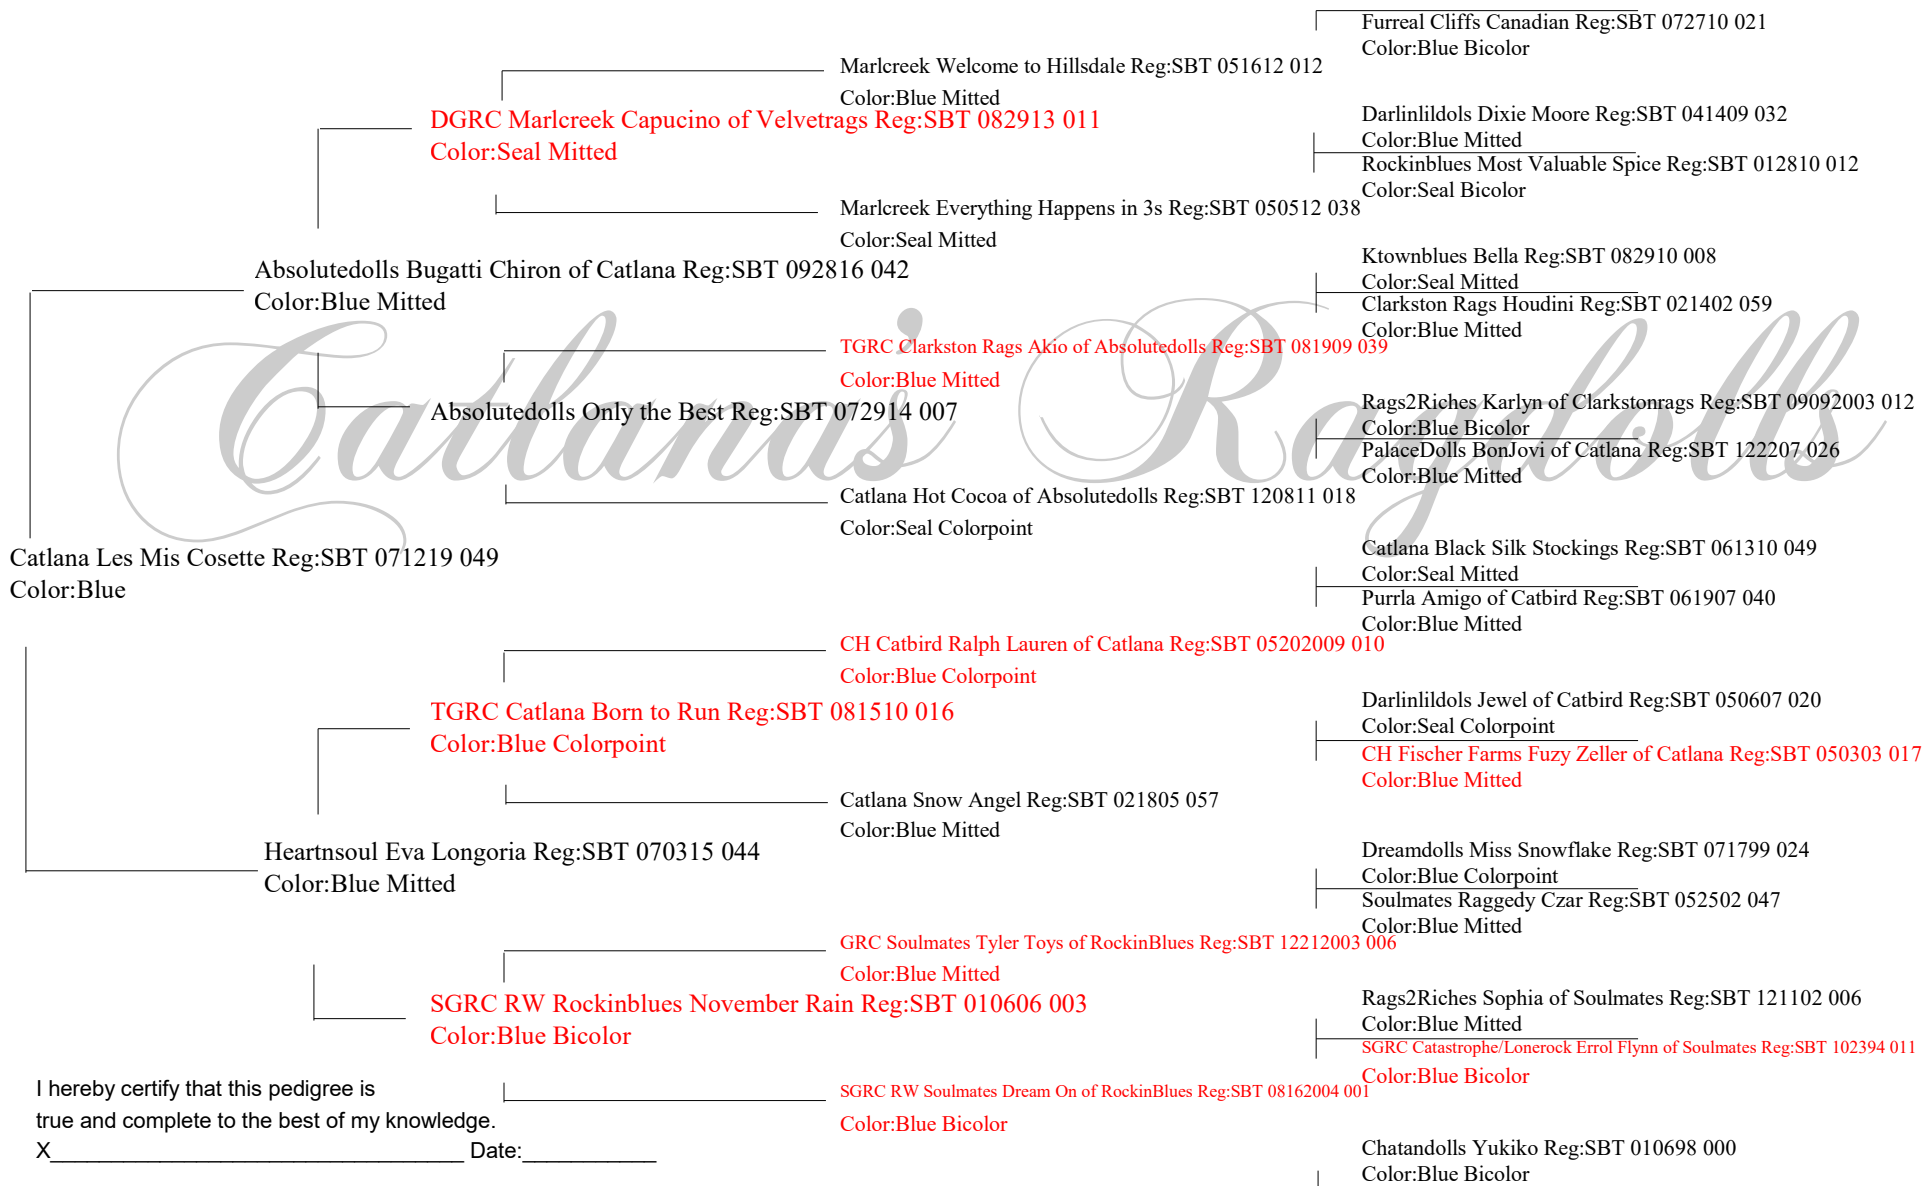 Catlanas' Ragdolls
Catlana Les Mis Cosette Reg:SBT 071219 049
Color:Blue
Absolutedolls Bugatti Chiron of Catlana Reg:SBT 092816 042
Color:Blue Mitted
Heartnsoul Eva Longoria Reg:SBT 070315 044
Color:Blue Mitted
DGRC Marlcreek Capucino of Velvetrags Reg:SBT 082913 011
Color:Seal Mitted
Absolutedolls Only the Best Reg:SBT 072914 007
TGRC Catlana Born to Run Reg:SBT 081510 016
Color:Blue Colorpoint
SGRC RW Rockinblues November Rain Reg:SBT 010606 003
Color:Blue Bicolor
Marlcreek Welcome to Hillsdale Reg:SBT 051612 012
Color:Blue Mitted
Marlcreek Everything Happens in 3s Reg:SBT 050512 038
Color:Seal Mitted
TGRC Clarkston Rags Akio of Absolutedolls Reg:SBT 081909 039
Color:Blue Mitted
Catlana Hot Cocoa of Absolutedolls Reg:SBT 120811 018
Color:Seal Colorpoint
CH Catbird Ralph Lauren of Catlana Reg:SBT 05202009 010
Color:Blue Colorpoint
Catlana Snow Angel Reg:SBT 021805 057
Color:Blue Mitted
GRC Soulmates Tyler Toys of RockinBlues Reg:SBT 12212003 006
Color:Blue Mitted
SGRC RW Soulmates Dream On of RockinBlues Reg:SBT 08162004 001
Color:Blue Bicolor
Furreal Cliffs Canadian Reg:SBT 072710 021
Color:Blue Bicolor
Darlinlildols Dixie Moore Reg:SBT 041409 032
Color:Blue Mitted
Rockinblues Most Valuable Spice Reg:SBT 012810 012
Color:Seal Bicolor
Ktownblues Bella Reg:SBT 082910 008
Color:Seal Mitted
Clarkston Rags Houdini Reg:SBT 021402 059
Color:Blue Mitted
Rags2Riches Karlyn of Clarkstonrags Reg:SBT 09092003 012
Color:Blue Bicolor
PalaceDolls BonJovi of Catlana Reg:SBT 122207 026
Color:Blue Mitted
Catlana Black Silk Stockings Reg:SBT 061310 049
Color:Seal Mitted
Purrla Amigo of Catbird Reg:SBT 061907 040
Color:Blue Mitted
Darlinlildols Jewel of Catbird Reg:SBT 050607 020
Color:Seal Colorpoint
CH Fischer Farms Fuzy Zeller of Catlana Reg:SBT 050303 017
Color:Blue Mitted
Dreamdolls Miss Snowflake Reg:SBT 071799 024
Color:Blue Colorpoint
Soulmates Raggedy Czar Reg:SBT 052502 047
Color:Blue Mitted
Rags2Riches Sophia of Soulmates Reg:SBT 121102 006
Color:Blue Mitted
SGRC Catastrophe/Lonerock Errol Flynn of Soulmates Reg:SBT 102394 011
Color:Blue Bicolor
Chatandolls Yukiko Reg:SBT 010698 000
Color:Blue Bicolor
I hereby certify that this pedigree is
true and complete to the best of my knowledge.
X__________________________________ Date:___________